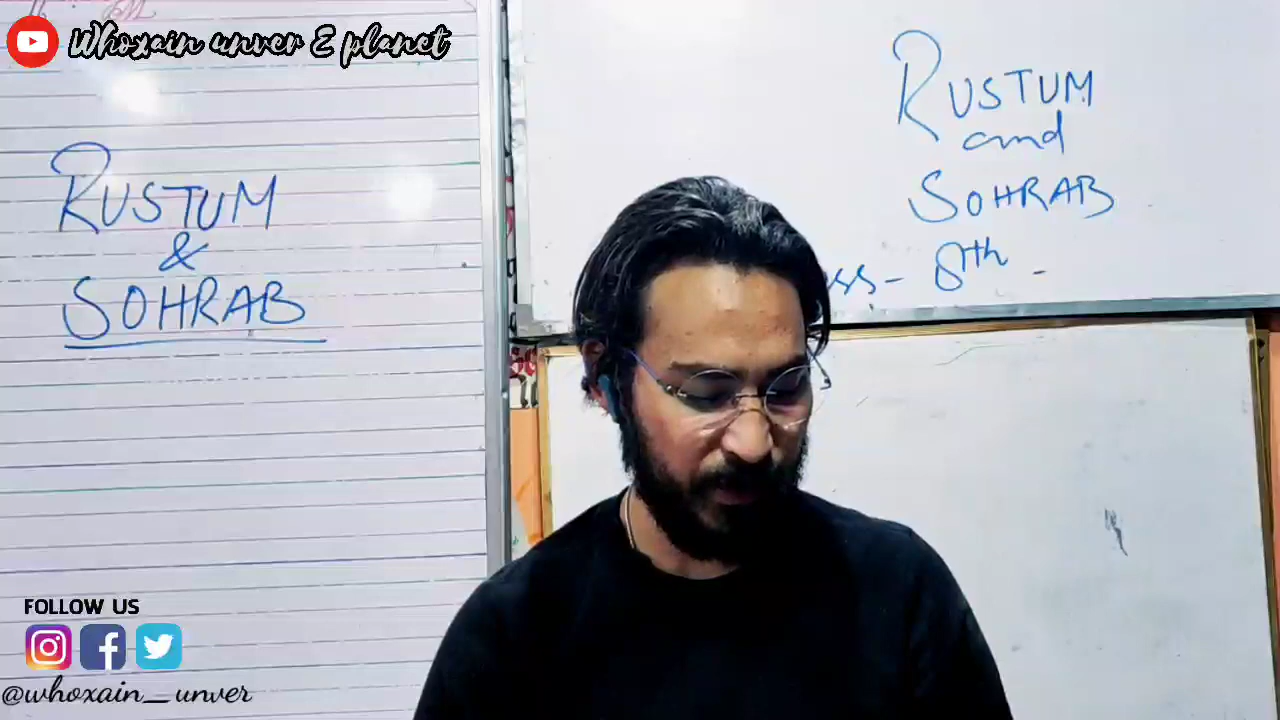 Whoxain unver E planet
RUSTUM
&
SOHRAB
RUSTUM
and
SOHRAB
8th -
FOLLOW US
@whoxain_unver